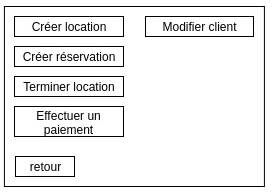 Créer location
Modifier client
Créer réservation
Terminer location
Effectuer un
paiement
retour